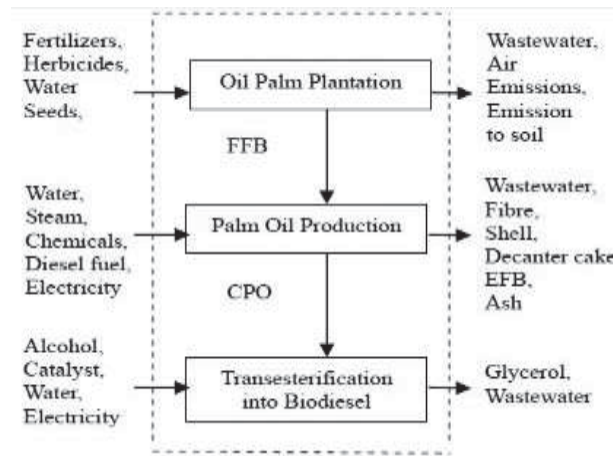 Fertilizers,
Herbicides,
Water
Seeds,
Oil Palm Plantation
Wastewater,
Air
Emissions,
Emission
to soil
FFB
Water,
Steam,
Chemicals,
Diesel fuel,
Electricity
Palm Oil Production
Wastewater,
Fibre,
Shell,
Decanter cake
EFB,
Ash
CPO
Alcohol,
Catalyst,
Water,
Electricity
Transesterification
into Biodiesel
Glycerol,
Wastewater